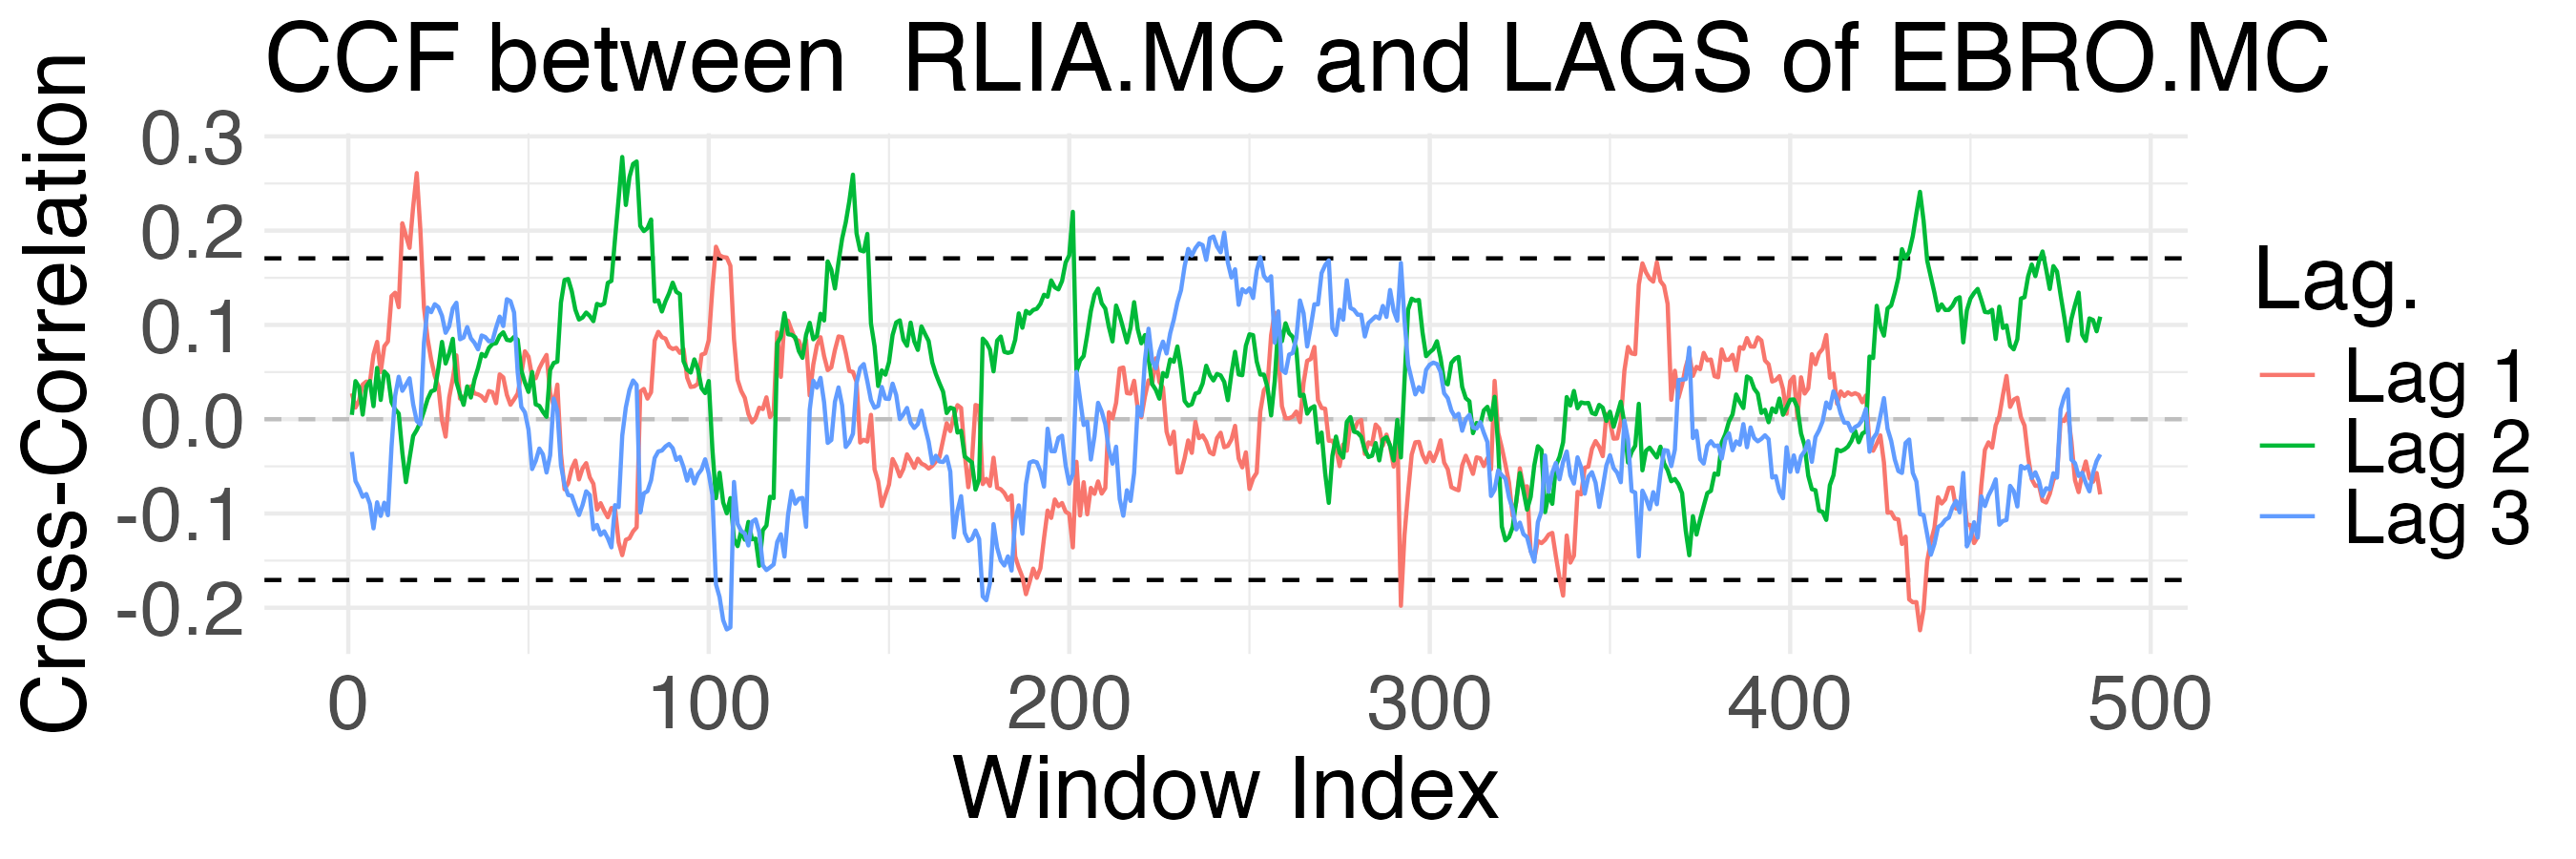 CCF between  RLIA.MC and LAGS of EBRO.MC
Cross-Correlation
0.3
0.2
0.1
0.0
-0.1
-0.2
0
100
200
300
400
500
Window Index
Lag.
Lag 1
Lag 2
Lag 3